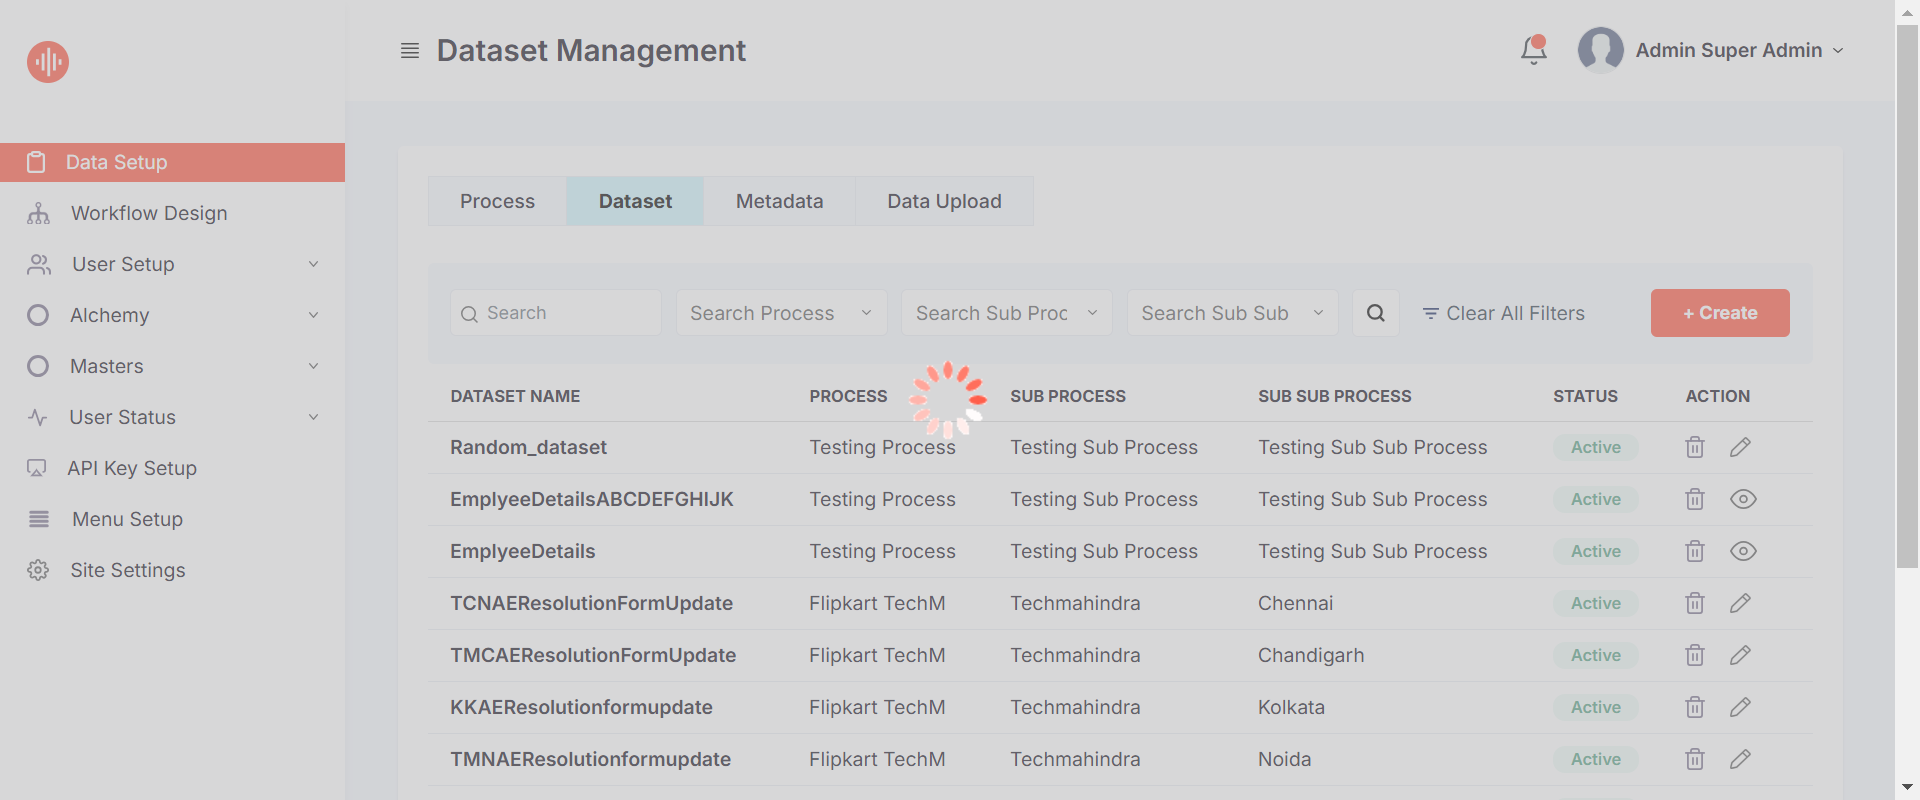 Dataset Management
Admin Super Admin
Data Setup
Workflow Design
User Setup
Alchemy
Masters
User Status
API Key Setup
Menu Setup
Site Settings
Process Dataset Metadata Data Upload
Search Search Process Search Sub Proc Search Sub Sub Clear All Filters + Create
DATASET NAME PROCESS SUB PROCESS SUB SUB PROCESS STATUS ACTION
Random_dataset Testing Process Testing Sub Process Testing Sub Sub Process Active
EmplyeeDetailsABCDEFGHIJK Testing Process Testing Sub Process Testing Sub Sub Process Active
EmplyeeDetails Testing Process Testing Sub Process Testing Sub Sub Process Active
TCNAEResolutionFormUpdate Flipkart TechM Techmahindra Chennai Active
TMCAEResolutionFormUpdate Flipkart TechM Techmahindra Chandigarh Active
KKAEResolutionformupdate Flipkart TechM Techmahindra Kolkata Active
TMNAEResolutionformupdate Flipkart TechM Techmahindra Noida Active